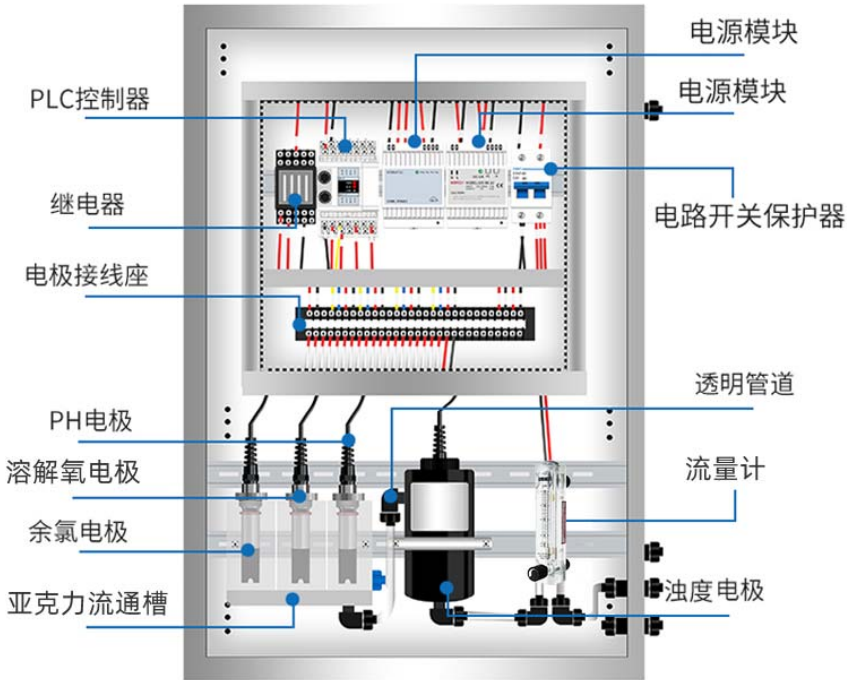 电源模块
PLC控制器
电源模块
继电器
电路开关保护器
电极接线座
透明管道
PH电极
溶解氧电极
流量计
余氯电极
亚克力流通槽
浊度电极